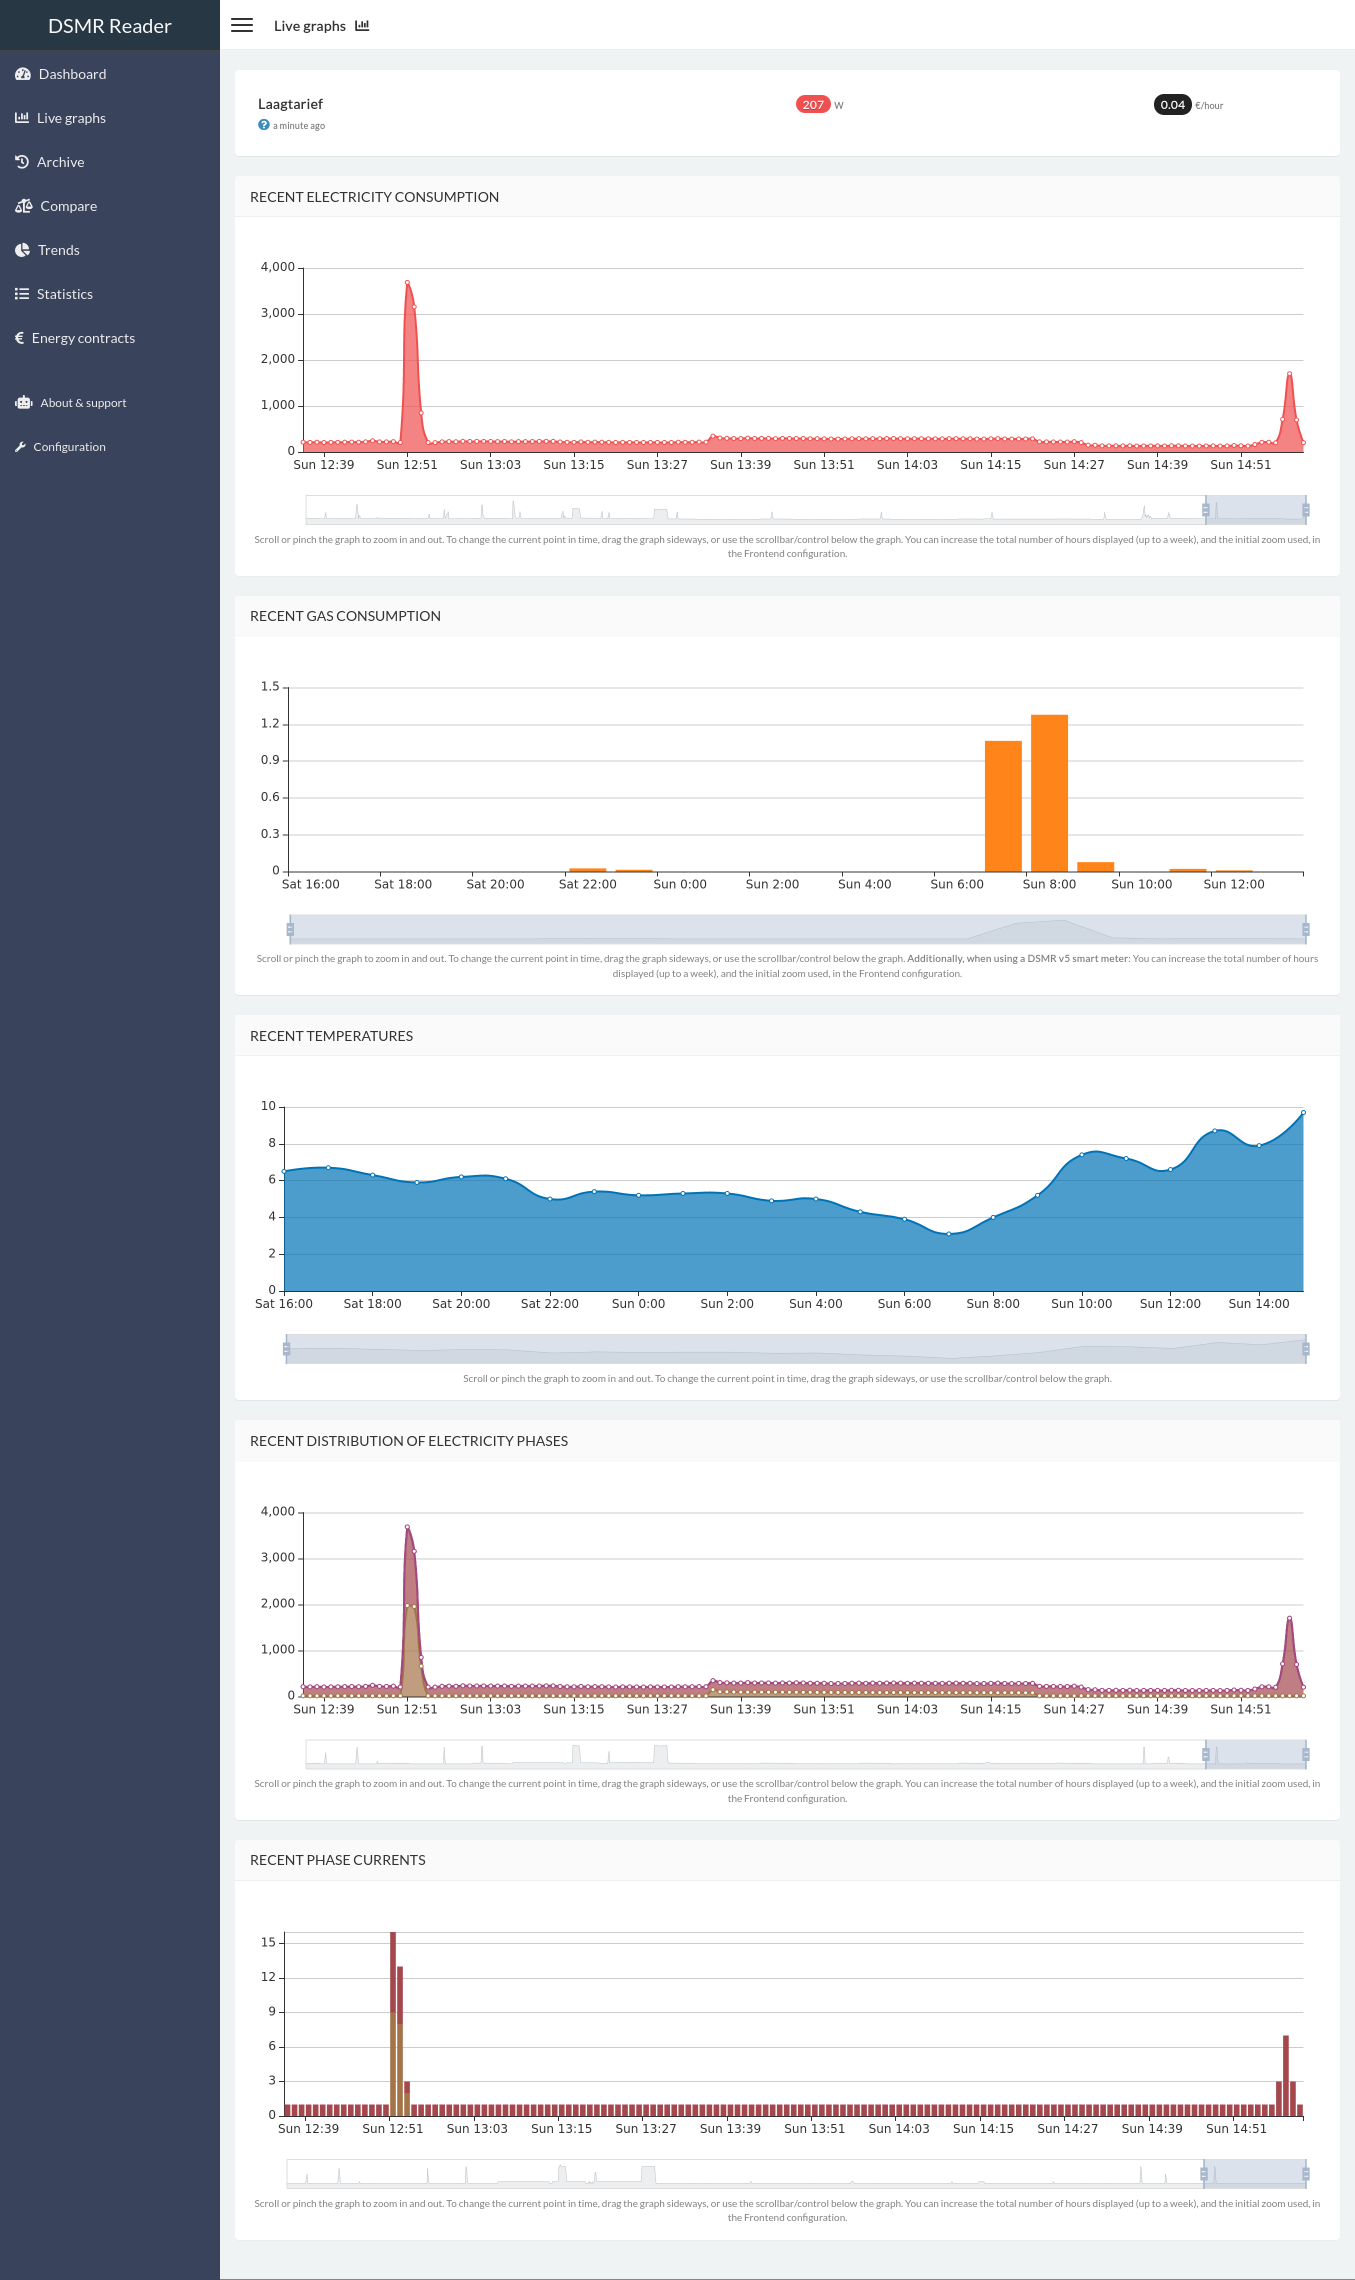 DSMR Reader
Live graphs
Dashboard
Live graphs
Archive
Compare
Trends
Statistics
Energy contracts
About & support
Configuration
Laagtarief
a minute ago
207 W
0.04 €/hour
RECENT ELECTRICITY CONSUMPTION
4,000
3,000
2,000
1,000
0
Sun 12:39 Sun 12:51 Sun 13:03 Sun 13:15 Sun 13:27 Sun 13:39 Sun 13:51 Sun 14:03 Sun 14:15 Sun 14:27 Sun 14:39 Sun 14:51
Scroll or pinch the graph to zoom in and out. To change the current point in time, drag the graph sideways, or use the scrollbar/control below the graph. You can increase the total number of hours displayed (up to a week), and the initial zoom used, in
the Frontend configuration.
RECENT GAS CONSUMPTION
1.5
1.2
0.9
0.6
0.3
0
Sat 16:00 Sat 18:00 Sat 20:00 Sat 22:00 Sun 0:00 Sun 2:00 Sun 4:00 Sun 6:00 Sun 8:00 Sun 10:00 Sun 12:00
Scroll or pinch the graph to zoom in and out. To change the current point in time, drag the graph sideways, or use the scrollbar/control below the graph. Additionally, when using a DSMR v5 smart meter: You can increase the total number of hours
displayed (up to a week), and the initial zoom used, in the Frontend configuration.
RECENT TEMPERATURES
10
8
6
4
2
0
Sat 16:00 Sat 18:00 Sat 20:00 Sat 22:00 Sun 0:00 Sun 2:00 Sun 4:00 Sun 6:00 Sun 8:00 Sun 10:00 Sun 12:00 Sun 14:00
Scroll or pinch the graph to zoom in and out. To change the current point in time, drag the graph sideways, or use the scrollbar/control below the graph.
RECENT DISTRIBUTION OF ELECTRICITY PHASES
4,000
3,000
2,000
1,000
0
Sun 12:39 Sun 12:51 Sun 13:03 Sun 13:15 Sun 13:27 Sun 13:39 Sun 13:51 Sun 14:03 Sun 14:15 Sun 14:27 Sun 14:39 Sun 14:51
Scroll or pinch the graph to zoom in and out. To change the current point in time, drag the graph sideways, or use the scrollbar/control below the graph. You can increase the total number of hours displayed (up to a week), and the initial zoom used, in
the Frontend configuration.
RECENT PHASE CURRENTS
15
12
9
6
3
0
Sun 12:39 Sun 12:51 Sun 13:03 Sun 13:15 Sun 13:27 Sun 13:39 Sun 13:51 Sun 14:03 Sun 14:15 Sun 14:27 Sun 14:39 Sun 14:51
Scroll or pinch the graph to zoom in and out. To change the current point in time, drag the graph sideways, or use the scrollbar/control below the graph. You can increase the total number of hours displayed (up to a week), and the initial zoom used, in
the Frontend configuration.